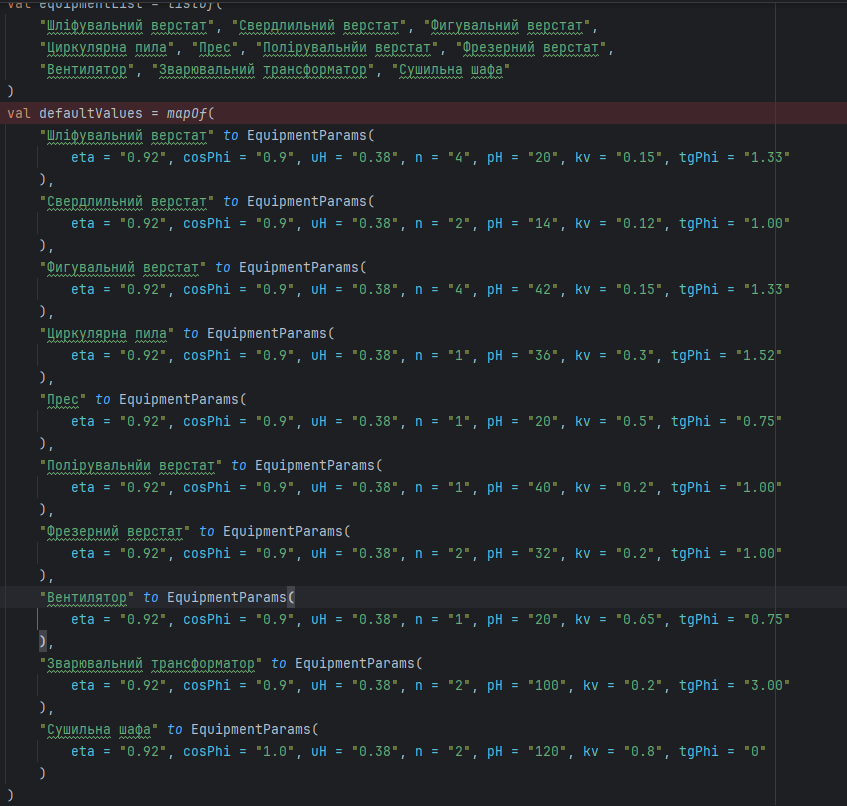 val equipmentList = listOf(
"Шліфувальний верстат", "Свердлильний верстат", "Фигувальний верстат",
"Циркулярна пила", "Прес", "Полірувальнйи верстат", "Фрезерний верстат",
"Вентилятор", "Зварювальний трансформатор", "Сушильна шафа"
)
val defaultValues = mapOf(
"Шліфувальний верстат" to EquipmentParams(
eta = "0.92", cosPhi = "0.9", uH = "0.38", n = "4", pH = "20", kv = "0.15", tgPhi = "1.33"
),
"Свердлильний верстат" to EquipmentParams(
eta = "0.92", cosPhi = "0.9", uH = "0.38", n = "2", pH = "14", kv = "0.12", tgPhi = "1.00"
),
"Фигувальний верстат" to EquipmentParams(
eta = "0.92", cosPhi = "0.9", uH = "0.38", n = "4", pH = "42", kv = "0.15", tgPhi = "1.33"
),
"Циркулярна пила" to EquipmentParams(
eta = "0.92", cosPhi = "0.9", uH = "0.38", n = "1", pH = "36", kv = "0.3", tgPhi = "1.52"
),
"Прес" to EquipmentParams(
eta = "0.92", cosPhi = "0.9", uH = "0.38", n = "1", pH = "20", kv = "0.5", tgPhi = "0.75"
),
"Полірувальнйи верстат" to EquipmentParams(
eta = "0.92", cosPhi = "0.9", uH = "0.38", n = "1", pH = "40", kv = "0.2", tgPhi = "1.00"
),
"Фрезерний верстат" to EquipmentParams(
eta = "0.92", cosPhi = "0.9", uH = "0.38", n = "2", pH = "32", kv = "0.2", tgPhi = "1.00"
),
"Вентилятор" to EquipmentParams(
eta = "0.92", cosPhi = "0.9", uH = "0.38", n = "1", pH = "20", kv = "0.65", tgPhi = "0.75"
),
"Зварювальний трансформатор" to EquipmentParams(
eta = "0.92", cosPhi = "0.9", uH = "0.38", n = "2", pH = "100", kv = "0.2", tgPhi = "3.00"
),
"Сушильна шафа" to EquipmentParams(
eta = "0.92", cosPhi = "1.0", uH = "0.38", n = "2", pH = "120", kv = "0.8", tgPhi = "0"
)
)